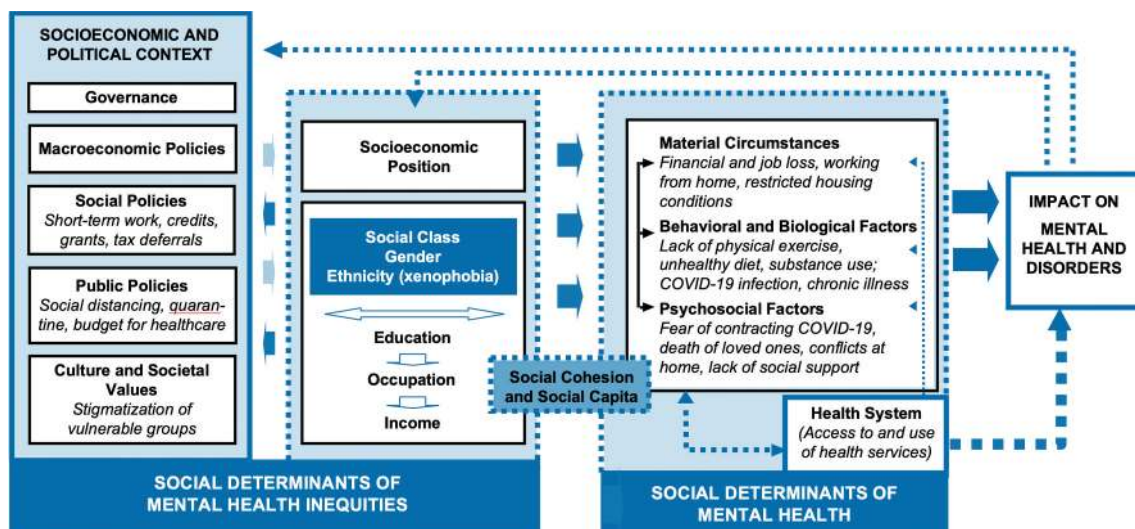 SOCIOECONOMIC AND
POLITICAL CONTEXT
Governance
Macroeconomic Policies
Social Policies
Short-term work, credits,
grants, tax deferrals
Public Policies
Social distancing, quaran-
tine, budget for healthcare
Culture and Societal
Values
Stigmatization of
vulnerable groups
Socioeconomic
Position
Social Class
Gender
Ethnicity (xenophobia)
Education
Occupation
Income
SOCIAL DETERMINANTS OF
MENTAL HEALTH INEQUITIES
Social Cohesion
and Social Capita
Material Circumstances
Financial and job loss, working
from home, restricted housing
conditions
Behavioral and Biological Factors
Lack of physical exercise,
unhealthy diet, substance use;
COVID-19 infection, chronic illness
Psychosocial Factors
Fear of contracting COVID-19,
death of loved ones, conflicts at
home, lack of social support
Health System
(Access to and use
of health services)
SOCIAL DETERMINANTS OF
MENTAL HEALTH
IMPACT ON
MENTAL
HEALTH AND
DISORDERS